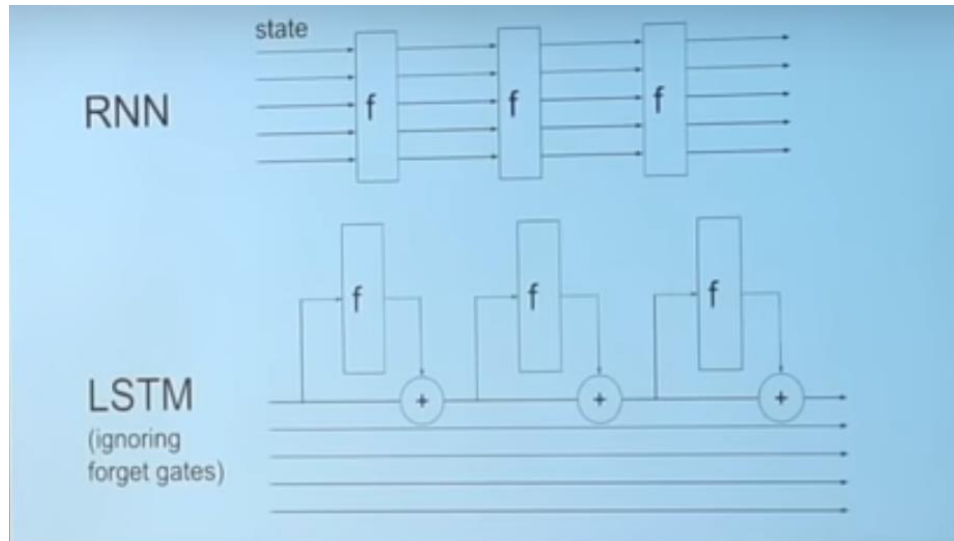 state
RNN
f
f
f
f
f
f
LSTM
+
+
+
(ignoring
forget gates)